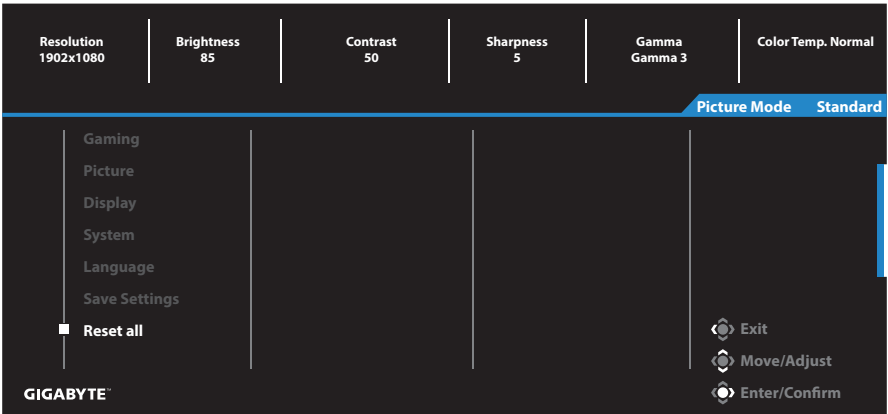 Resolution
1902x1080
Brightness
85
Contrast
50
Sharpness
5
Gamma
Gamma 3
Color Temp. Normal
Picture Mode Standard
Gaming
Picture
Display
System
Language
Save Settings
Reset all
Exit
Move/Adjust
Enter/Confirm
GIGABYTE™